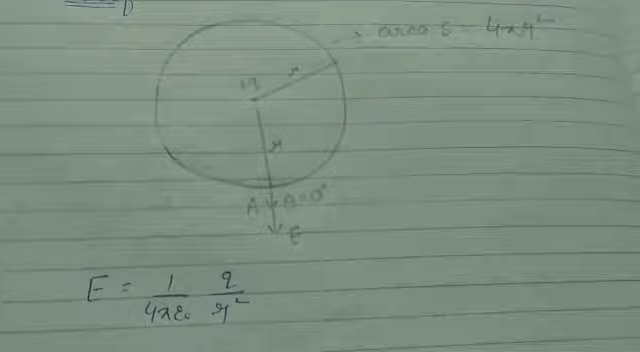 D
area S = 4πr²
+q
r
r
A θ=0°
E
E = 1/4πε₀ q/r²